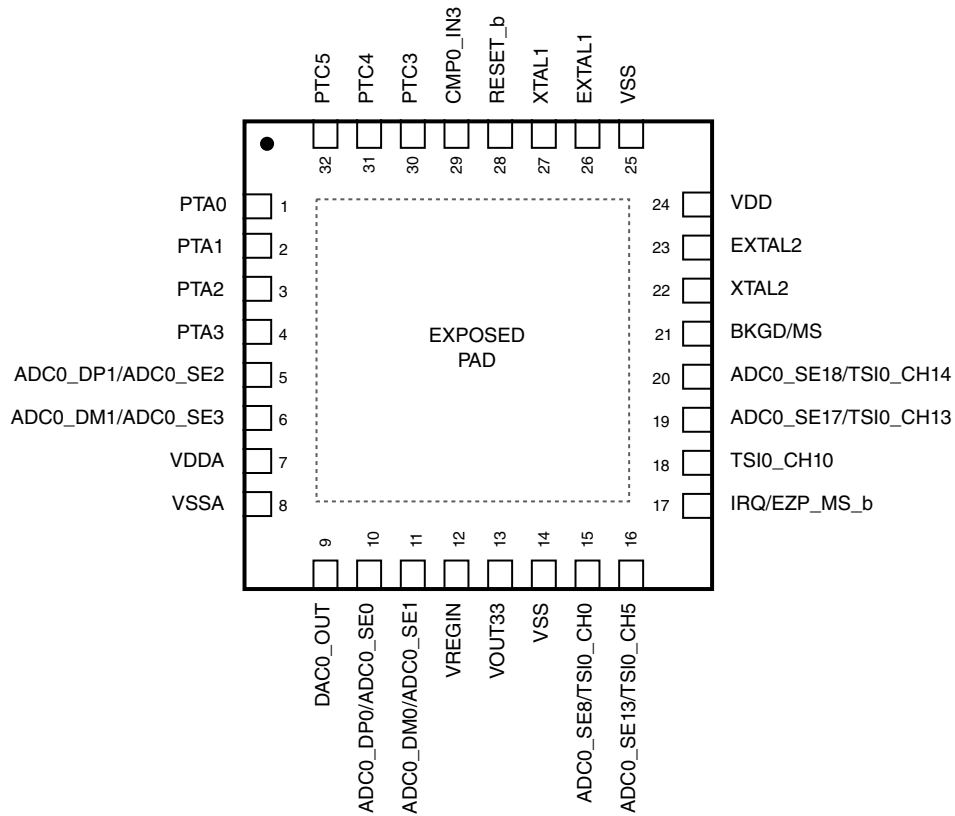 PTC5
PTC4
PTC3
CMP0_IN3
RESET_b
XTAL1
EXTAL1
VSS
32
31
30
29
28
27
26
25
PTA0 1
PTA1 2
PTA2 3
PTA3 4
ADC0_DP1/ADC0_SE2 5
ADC0_DM1/ADC0_SE3 6
VDDA 7
VSSA 8
EXPOSED
PAD
24 VDD
23 EXTAL2
22 XTAL2
21 BKGD/MS
20 ADC0_SE18/TSI0_CH14
19 ADC0_SE17/TSI0_CH13
18 TSI0_CH10
17 IRQ/EZP_MS_b
9
10
11
12
13
14
15
16
DAC0_OUT
ADC0_DP0/ADC0_SE0
ADC0_DM0/ADC0_SE1
VREGIN
VOUT33
VSS
ADC0_SE8/TSI0_CH0
ADC0_SE13/TSI0_CH5